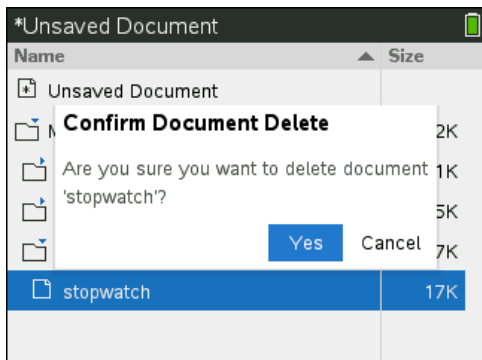 *Unsaved Document
Name Size
Unsaved Document
Confirm Document Delete
2K
Are you sure you want to delete document 1K
'stopwatch'?
5K
Yes Cancel 7K
stopwatch 17K